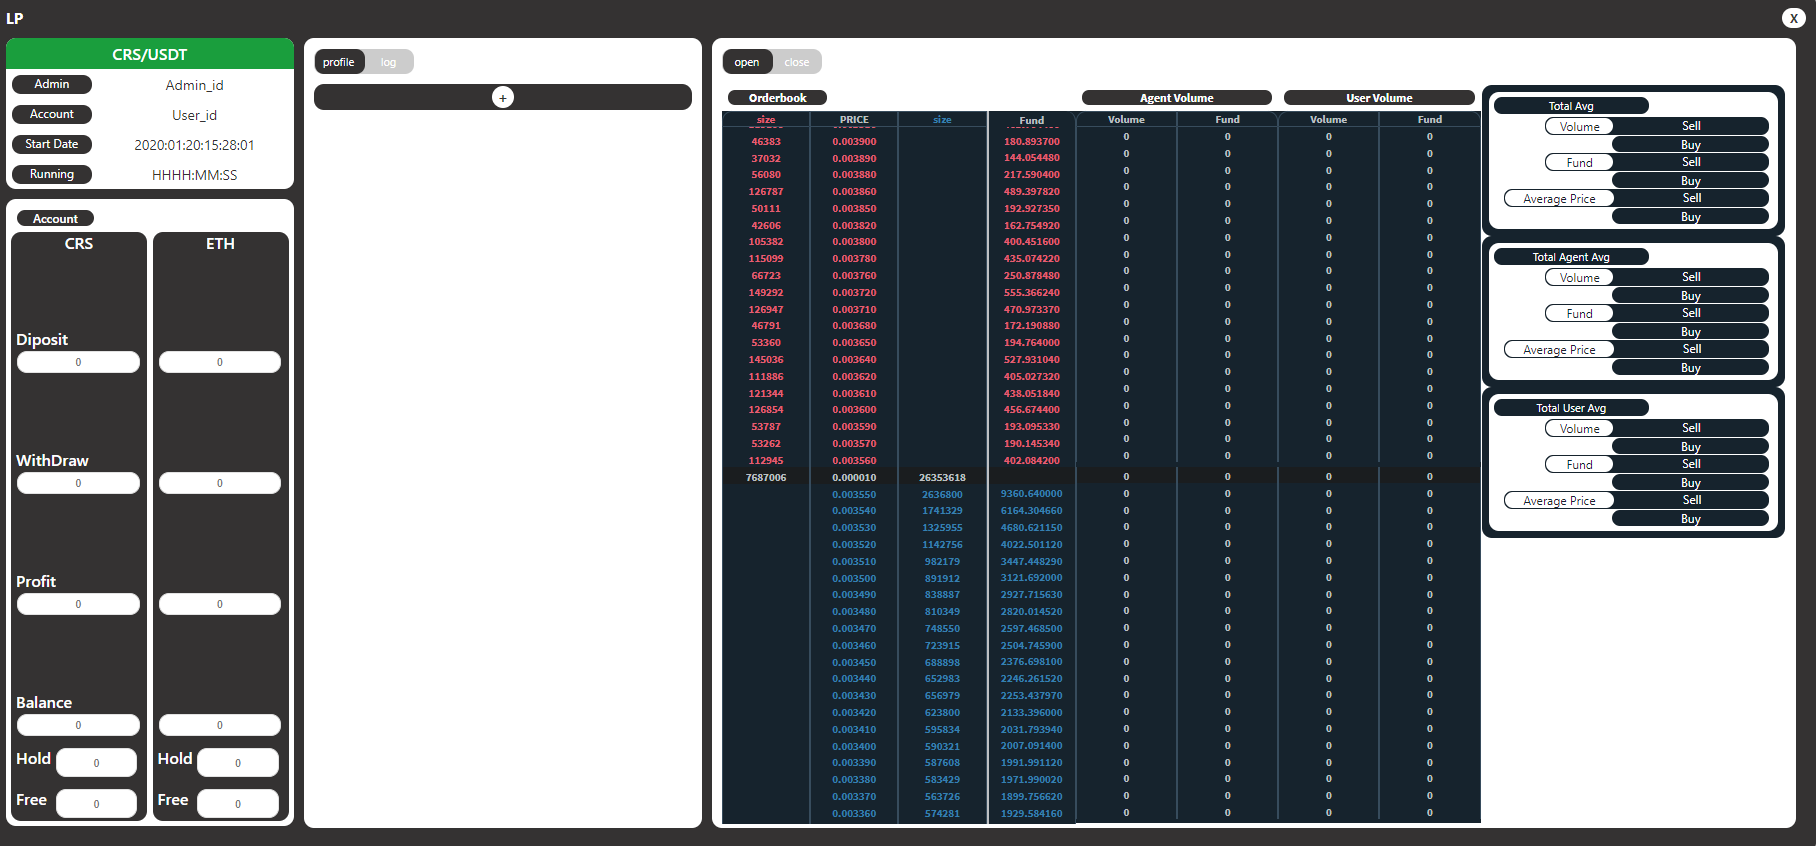 LP
X
CRS/USDT
Admin Admin_id
Account User_id
Start Date 2020:01:20:15:28:01
Running HHHH:MM:SS
Account
CRS ETH
Diposit
0 0
WithDraw
0 0
Profit
0 0
Balance
0 0
Hold 0 Hold 0
Free 0 Free 0
profile log
+
open close
Orderbook Agent Volume User Volume
size PRICE size Fund Volume Fund Volume Fund
0 0 0 0
46383 0.003900 180.893700 0 0 0 0
37032 0.003890 144.054480 0 0 0 0
56080 0.003880 217.590400 0 0 0 0
126787 0.003860 489.397820 0 0 0 0
50111 0.003850 192.927350 0 0 0 0
42606 0.003820 162.754920 0 0 0 0
105382 0.003800 400.451600 0 0 0 0
115099 0.003780 435.074220 0 0 0 0
66723 0.003760 250.878480 0 0 0 0
149292 0.003720 555.366240 0 0 0 0
126947 0.003710 470.973370 0 0 0 0
46791 0.003680 172.190880 0 0 0 0
53360 0.003650 194.764000 0 0 0 0
145036 0.003640 527.931040 0 0 0 0
111886 0.003620 405.027320 0 0 0 0
121344 0.003610 438.051840 0 0 0 0
126854 0.003600 456.674400 0 0 0 0
53787 0.003590 193.095330 0 0 0 0
53262 0.003570 190.145340 0 0 0 0
112945 0.003560 402.084200
7687006 0.000010 26353618 0 0 0 0
0.003550 2636800 9360.640000 0 0 0 0
0.003540 1741329 6164.304660 0 0 0 0
0.003530 1325955 4680.621150 0 0 0 0
0.003520 1142756 4022.501120 0 0 0 0
0.003510 982179 3447.448290 0 0 0 0
0.003500 891912 3121.692000 0 0 0 0
0.003490 838887 2927.715630 0 0 0 0
0.003480 810349 2820.014520 0 0 0 0
0.003470 748550 2597.468500 0 0 0 0
0.003460 723915 2504.745900 0 0 0 0
0.003450 688898 2376.698100 0 0 0 0
0.003440 652983 2246.261520 0 0 0 0
0.003430 656979 2253.437970 0 0 0 0
0.003420 623800 2133.396000 0 0 0 0
0.003410 595834 2031.793940 0 0 0 0
0.003400 590321 2007.091400 0 0 0 0
0.003390 587608 1991.991120 0 0 0 0
0.003380 583429 1971.990020 0 0 0 0
0.003370 563726 1899.756620 0 0 0 0
0.003360 574281 1929.584160 0 0 0 0
Total Avg
Volume Sell
Buy
Fund Sell
Buy
Average Price Sell
Buy
Total Agent Avg
Volume Sell
Buy
Fund Sell
Buy
Average Price Sell
Buy
Total User Avg
Volume Sell
Buy
Fund Sell
Buy
Average Price Sell
Buy